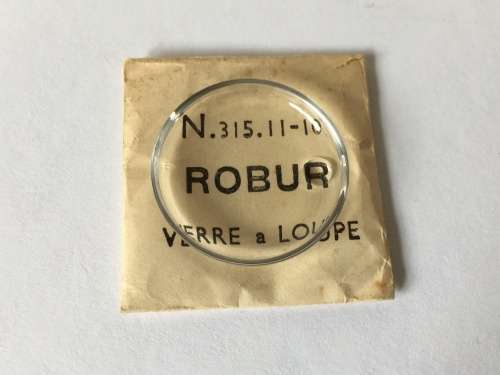 N.315.11-10
ROBUR
VERRE a LOUPE